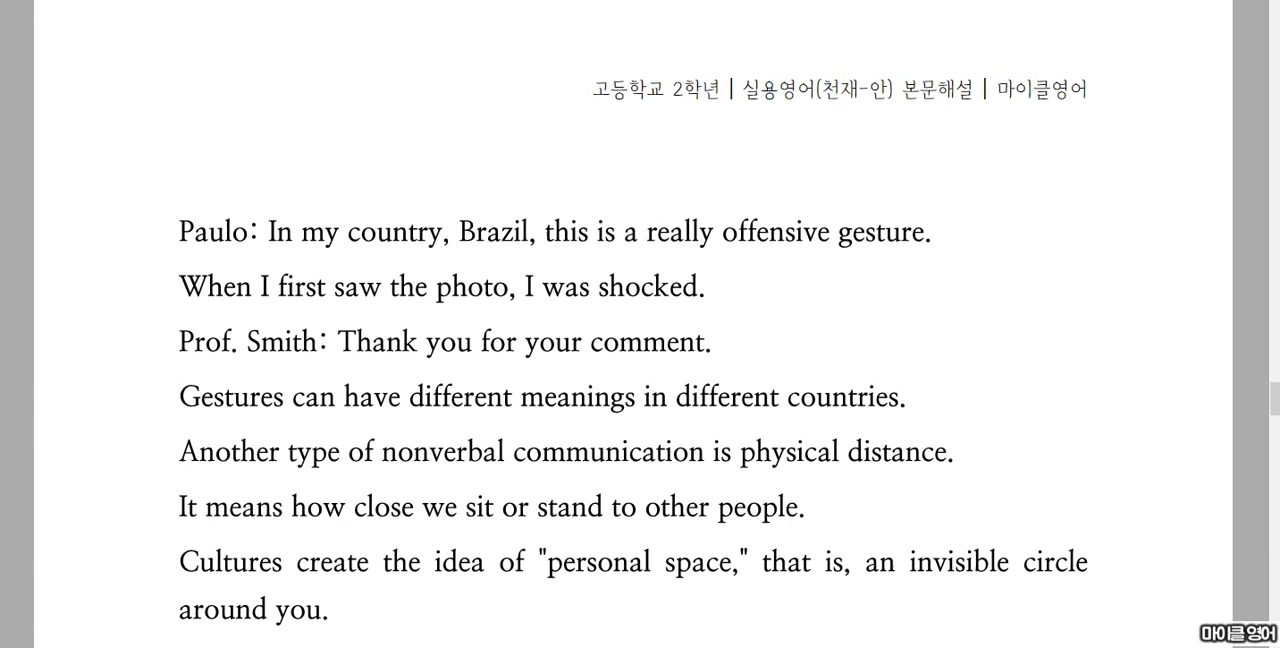 고등학교 2학년 | 실용영어(천재-안) 본문해설 | 마이클영어
Paulo: In my country, Brazil, this is a really offensive gesture.
When I first saw the photo, I was shocked.
Prof. Smith: Thank you for your comment.
Gestures can have different meanings in different countries.
Another type of nonverbal communication is physical distance.
It means how close we sit or stand to other people.
Cultures create the idea of "personal space," that is, an invisible circle
around you.
마이클영어